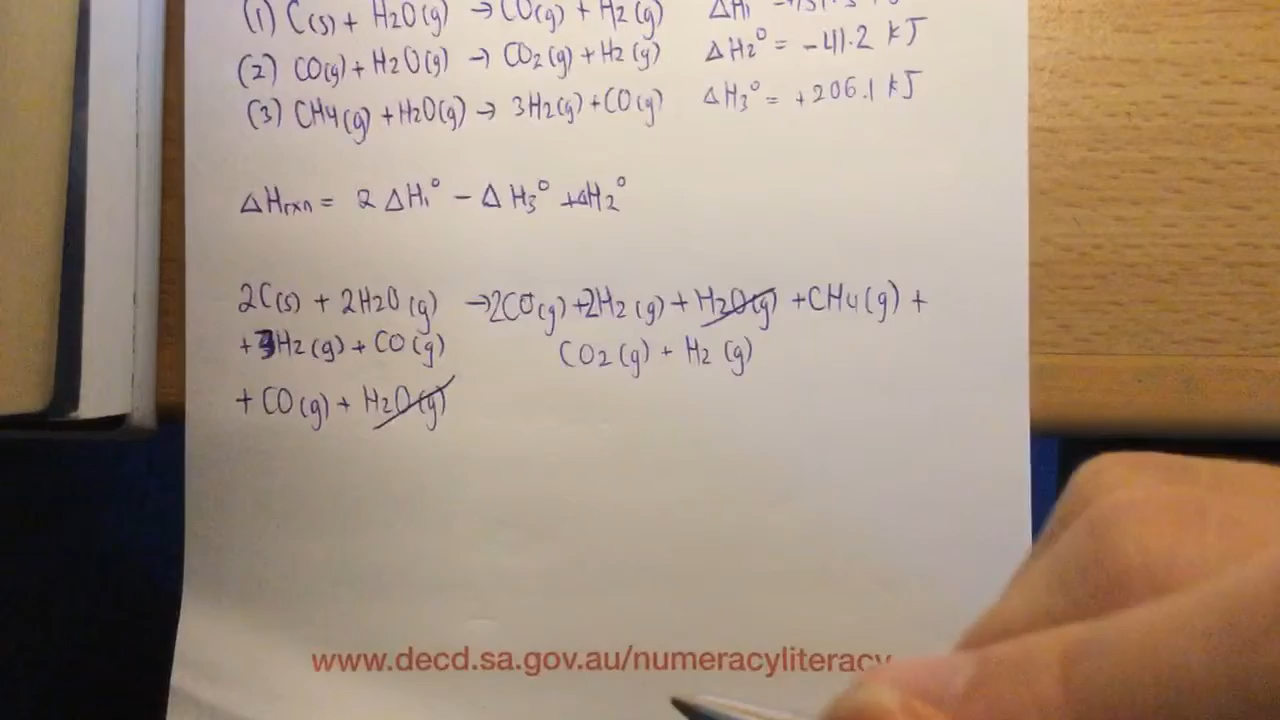 (1) C(s) + H2O(g) → CO(g) + H2(g) ΔH1
(2) CO(g) + H2O(g) → CO2(g) + H2(g) ΔH2° = -41.2 kJ
(3) CH4(g) + H2O(g) → 3H2(g) + CO(g) ΔH3° = +206.1 kJ
ΔHrxn = 2ΔH1° - ΔH3° + ΔH2°
2C(s) + 2H2O(g) → 2CO(g) + 2H2(g) + H2O(g) + CH4(g) +
+ 3H2(g) + CO(g) CO2(g) + H2(g)
+ CO(g) + H2O(g)
www.decd.sa.gov.au/numeracyliteracy